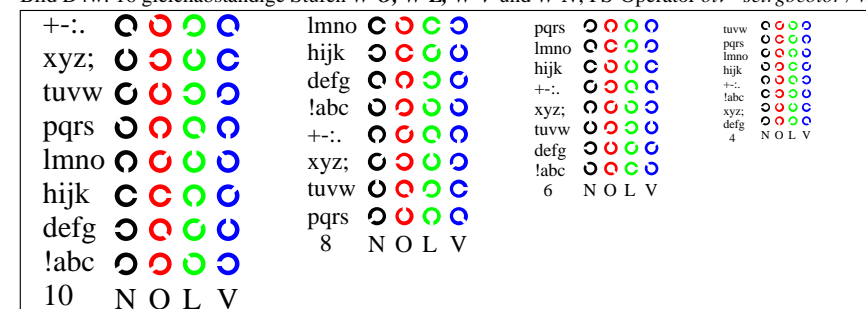 +-:.
xyz;
tuvw
pqrs
lmno
hijk
defg
!abc
10 N O L V
lmno
hijk
defg
!abc
+-:.
xyz;
tuvw
pqrs
8 N O L V
pqrs
lmno
hijk
+-:.
xyz;
tuvw
defg
!abc
6 N O L V
tuvw
pqrs
lmno
hijk
+-:.
!abc
xyz;
defg
4 N O L V